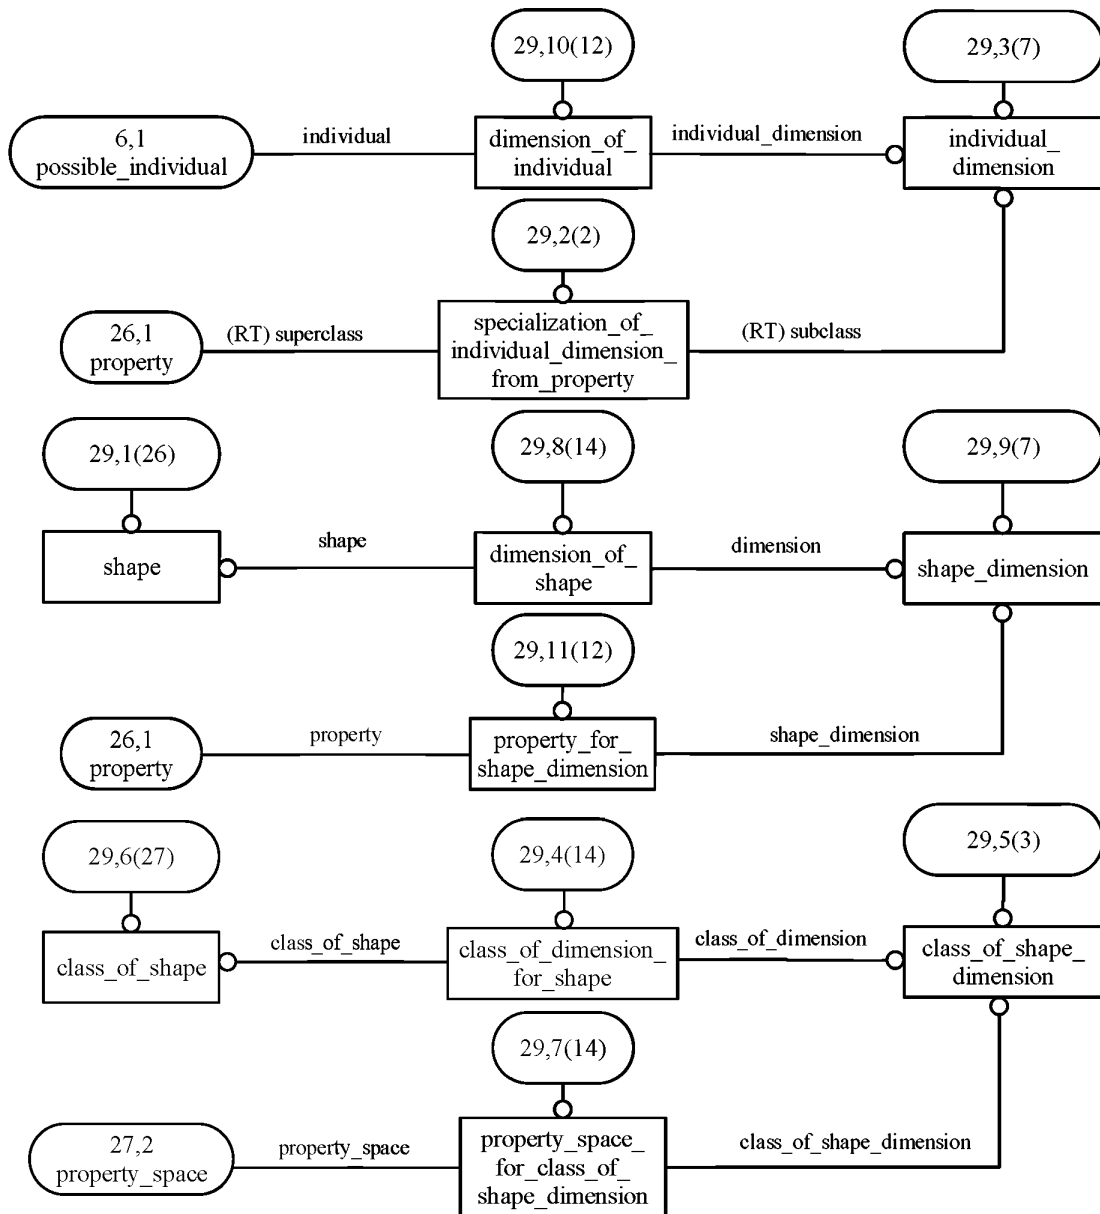 29,10(12)
29,3(7)
6,1
possible_individual
individual
dimension_of_
individual
individual_dimension
individual_
dimension
29,2(2)
26,1
property
(RT) superclass
specialization_of_
individual_dimension_
from_property
(RT) subclass
29,1(26)
29,8(14)
29,9(7)
shape
shape
dimension_of_
shape
dimension
shape_dimension
29,11(12)
26,1
property
property
property_for_
shape_dimension
shape_dimension
29,6(27)
29,4(14)
29,5(3)
class_of_shape
class_of_shape
class_of_dimension_
for_shape
class_of_dimension
class_of_shape_
dimension
29,7(14)
27,2
property_space
property_space
property_space_
for_class_of_
shape_dimension
class_of_shape_dimension